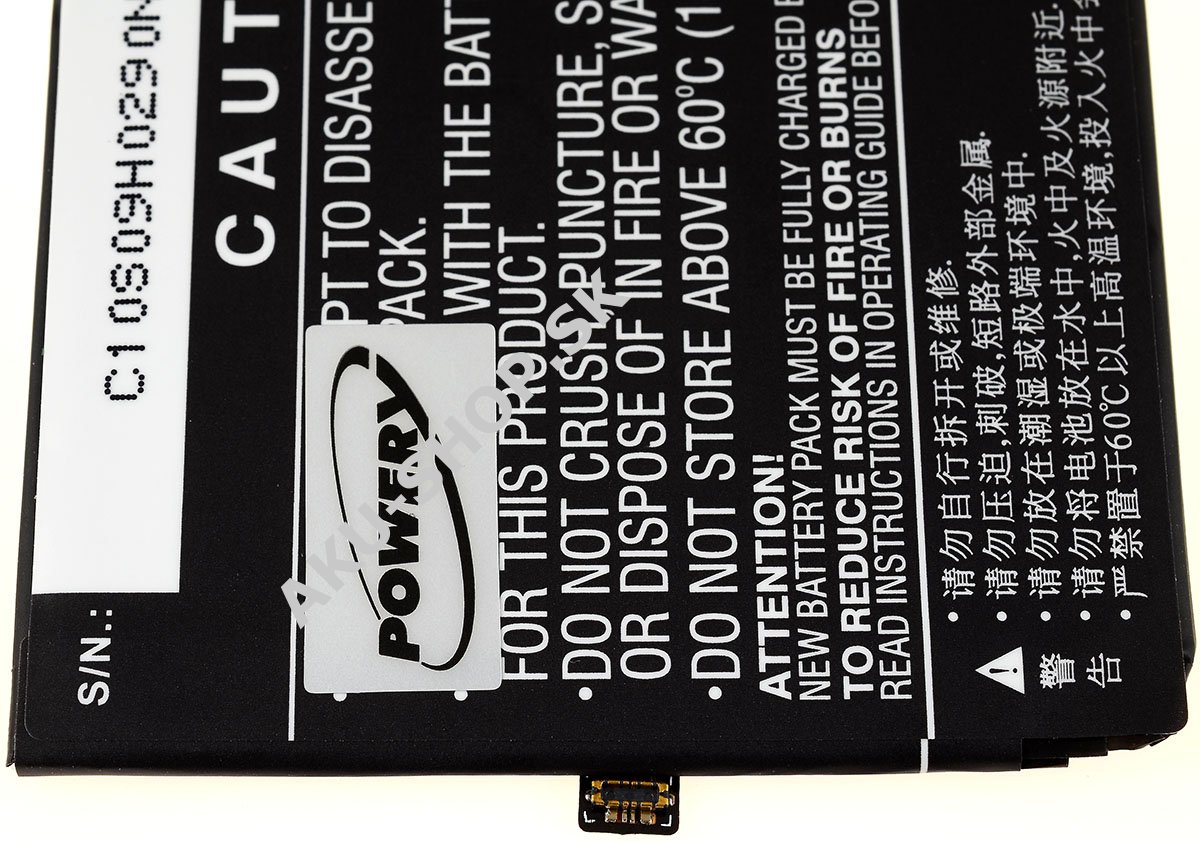 C10S09H0290N
S/N.:
CAUT
PT TO DISASSE
PACK.
WITH THE BATT
FOR THIS PRODUCT.
• DO NOT CRUSH, PUNCTURE, S
OR DISPOSE OF IN FIRE OR WA
• DO NOT STORE ABOVE 60°C (1
ATTENTION!
NEW BATTERY PACK MUST BE FULLY CHARGED B
TO REDUCE RISK OF FIRE OR BURNS
READ INSTRUCTIONS IN OPERATING GUIDE BEFO
警告
• 请勿自行拆开或维修.
• 请勿压迫,刺破,短路外部金属.
• 请勿放在潮湿或极端环境中.
• 请勿将电池放在水中,火中及火源附近.
• 严禁置于60℃以上高温环境,投入火中会
POWERY
AKU-SHOP.SK